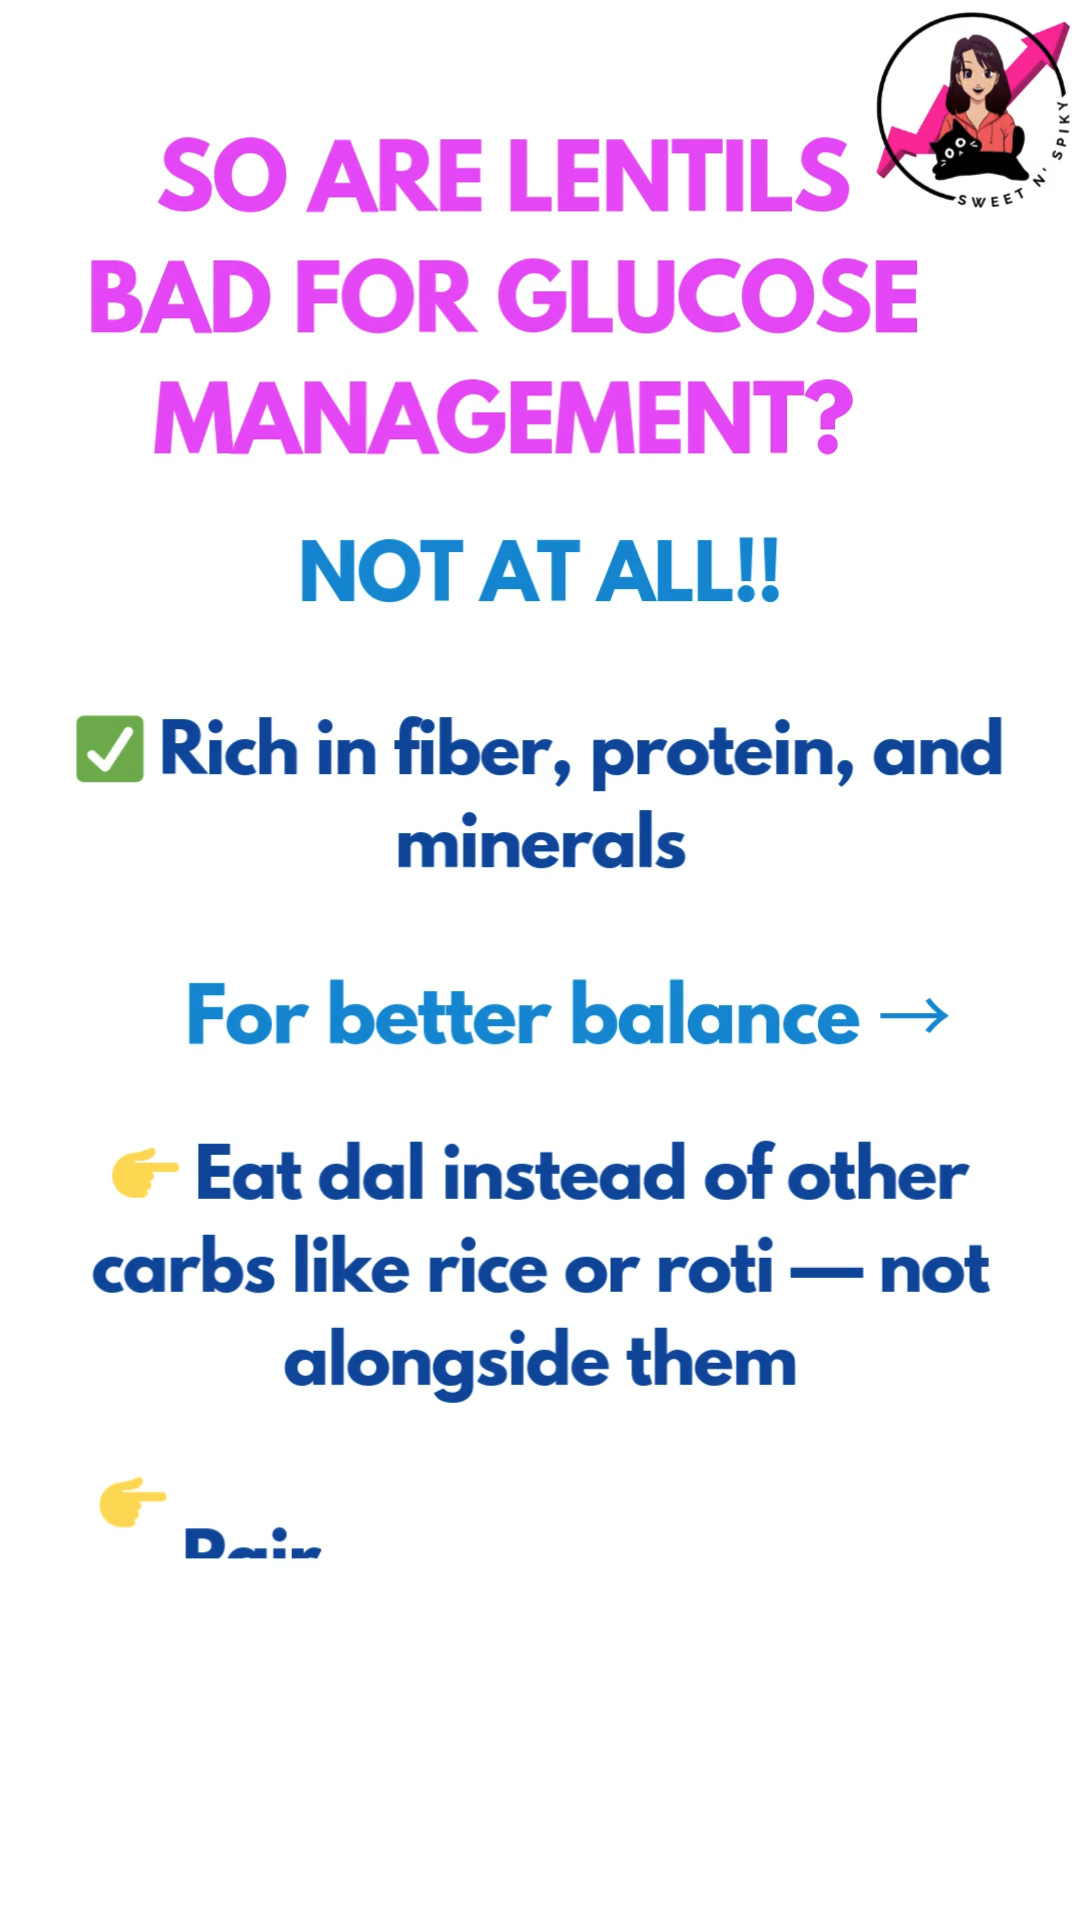 SWEET N' SPIKY
SO ARE LENTILS
BAD FOR GLUCOSE
MANAGEMENT?
NOT AT ALL!!
✅ Rich in fiber, protein, and
minerals
For better balance →
👉 Eat dal instead of other
carbs like rice or roti — not
alongside them
👉
Pair